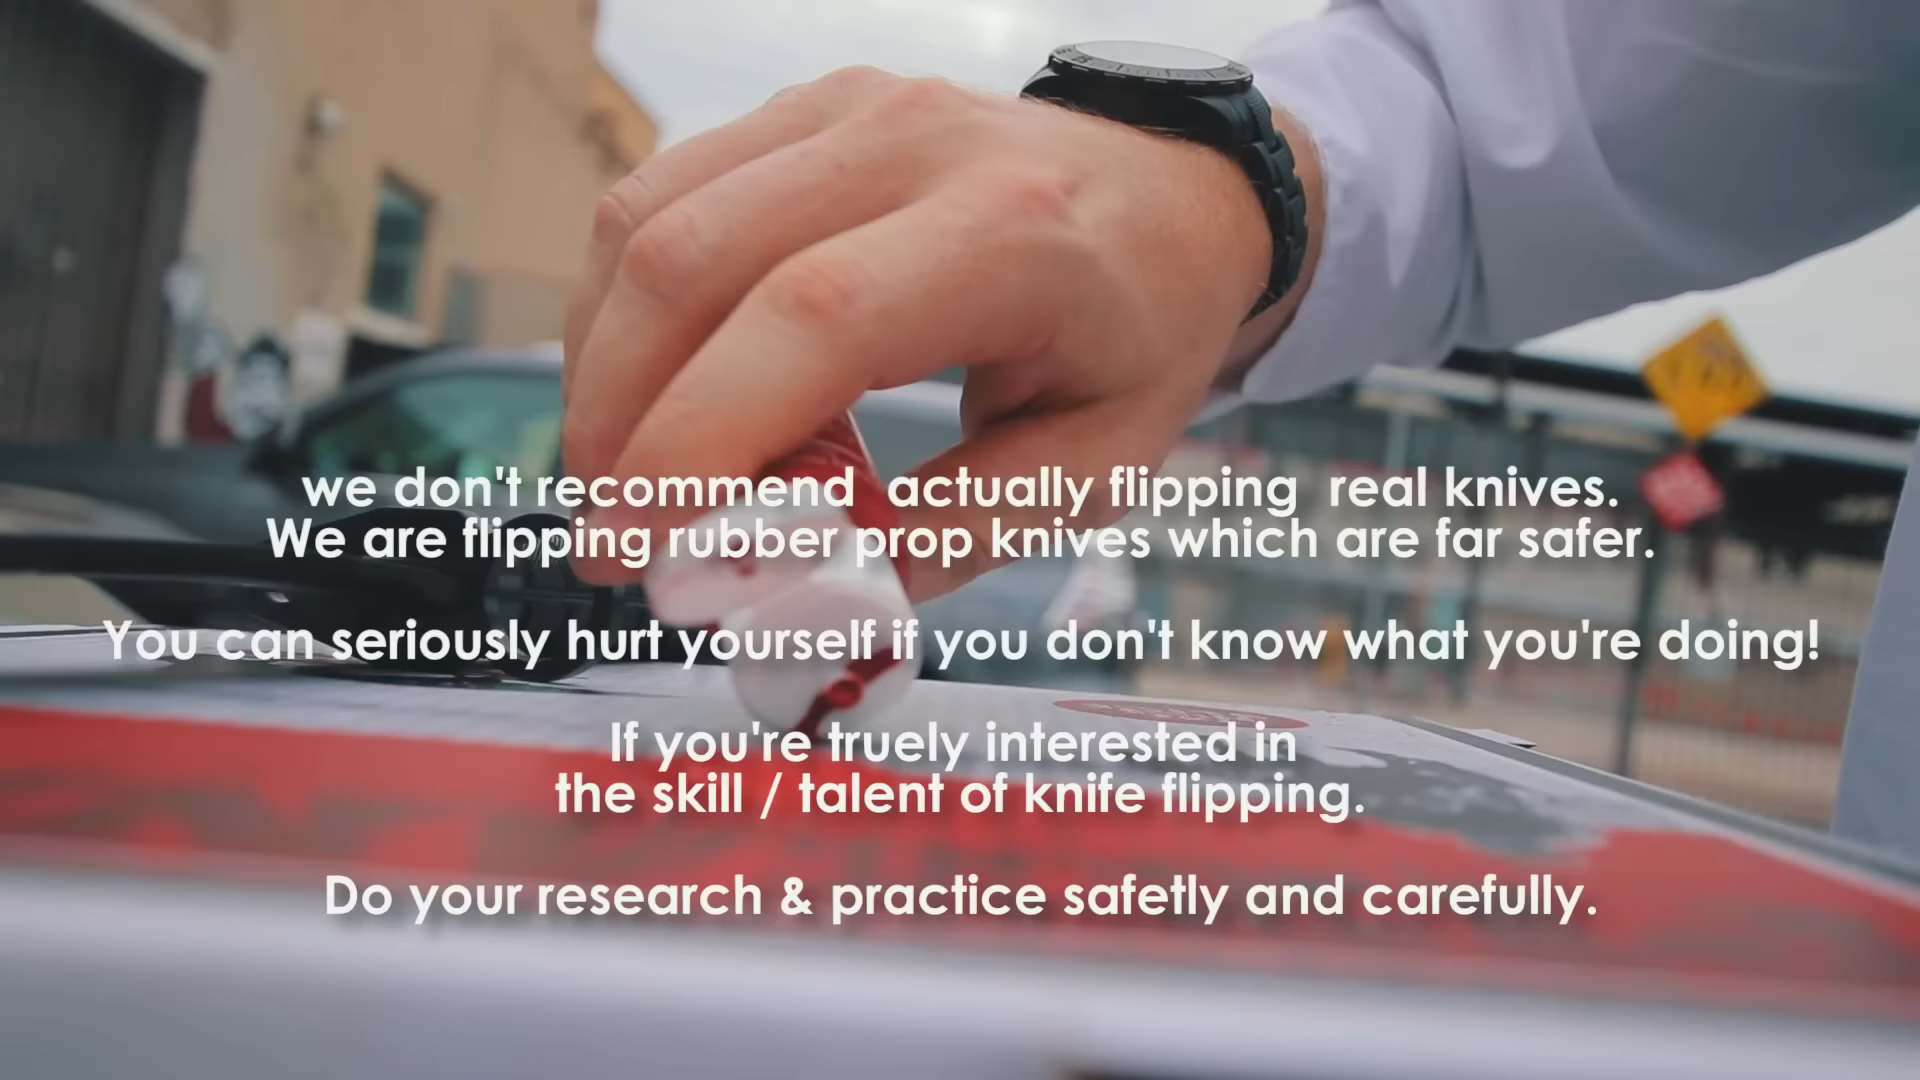 we don't recommend actually flipping real knives.
We are flipping rubber prop knives which are far safer.
You can seriously hurt yourself if you don't know what you're doing!
If you're truely interested in
the skill / talent of knife flipping.
Do your research & practice safetly and carefully.